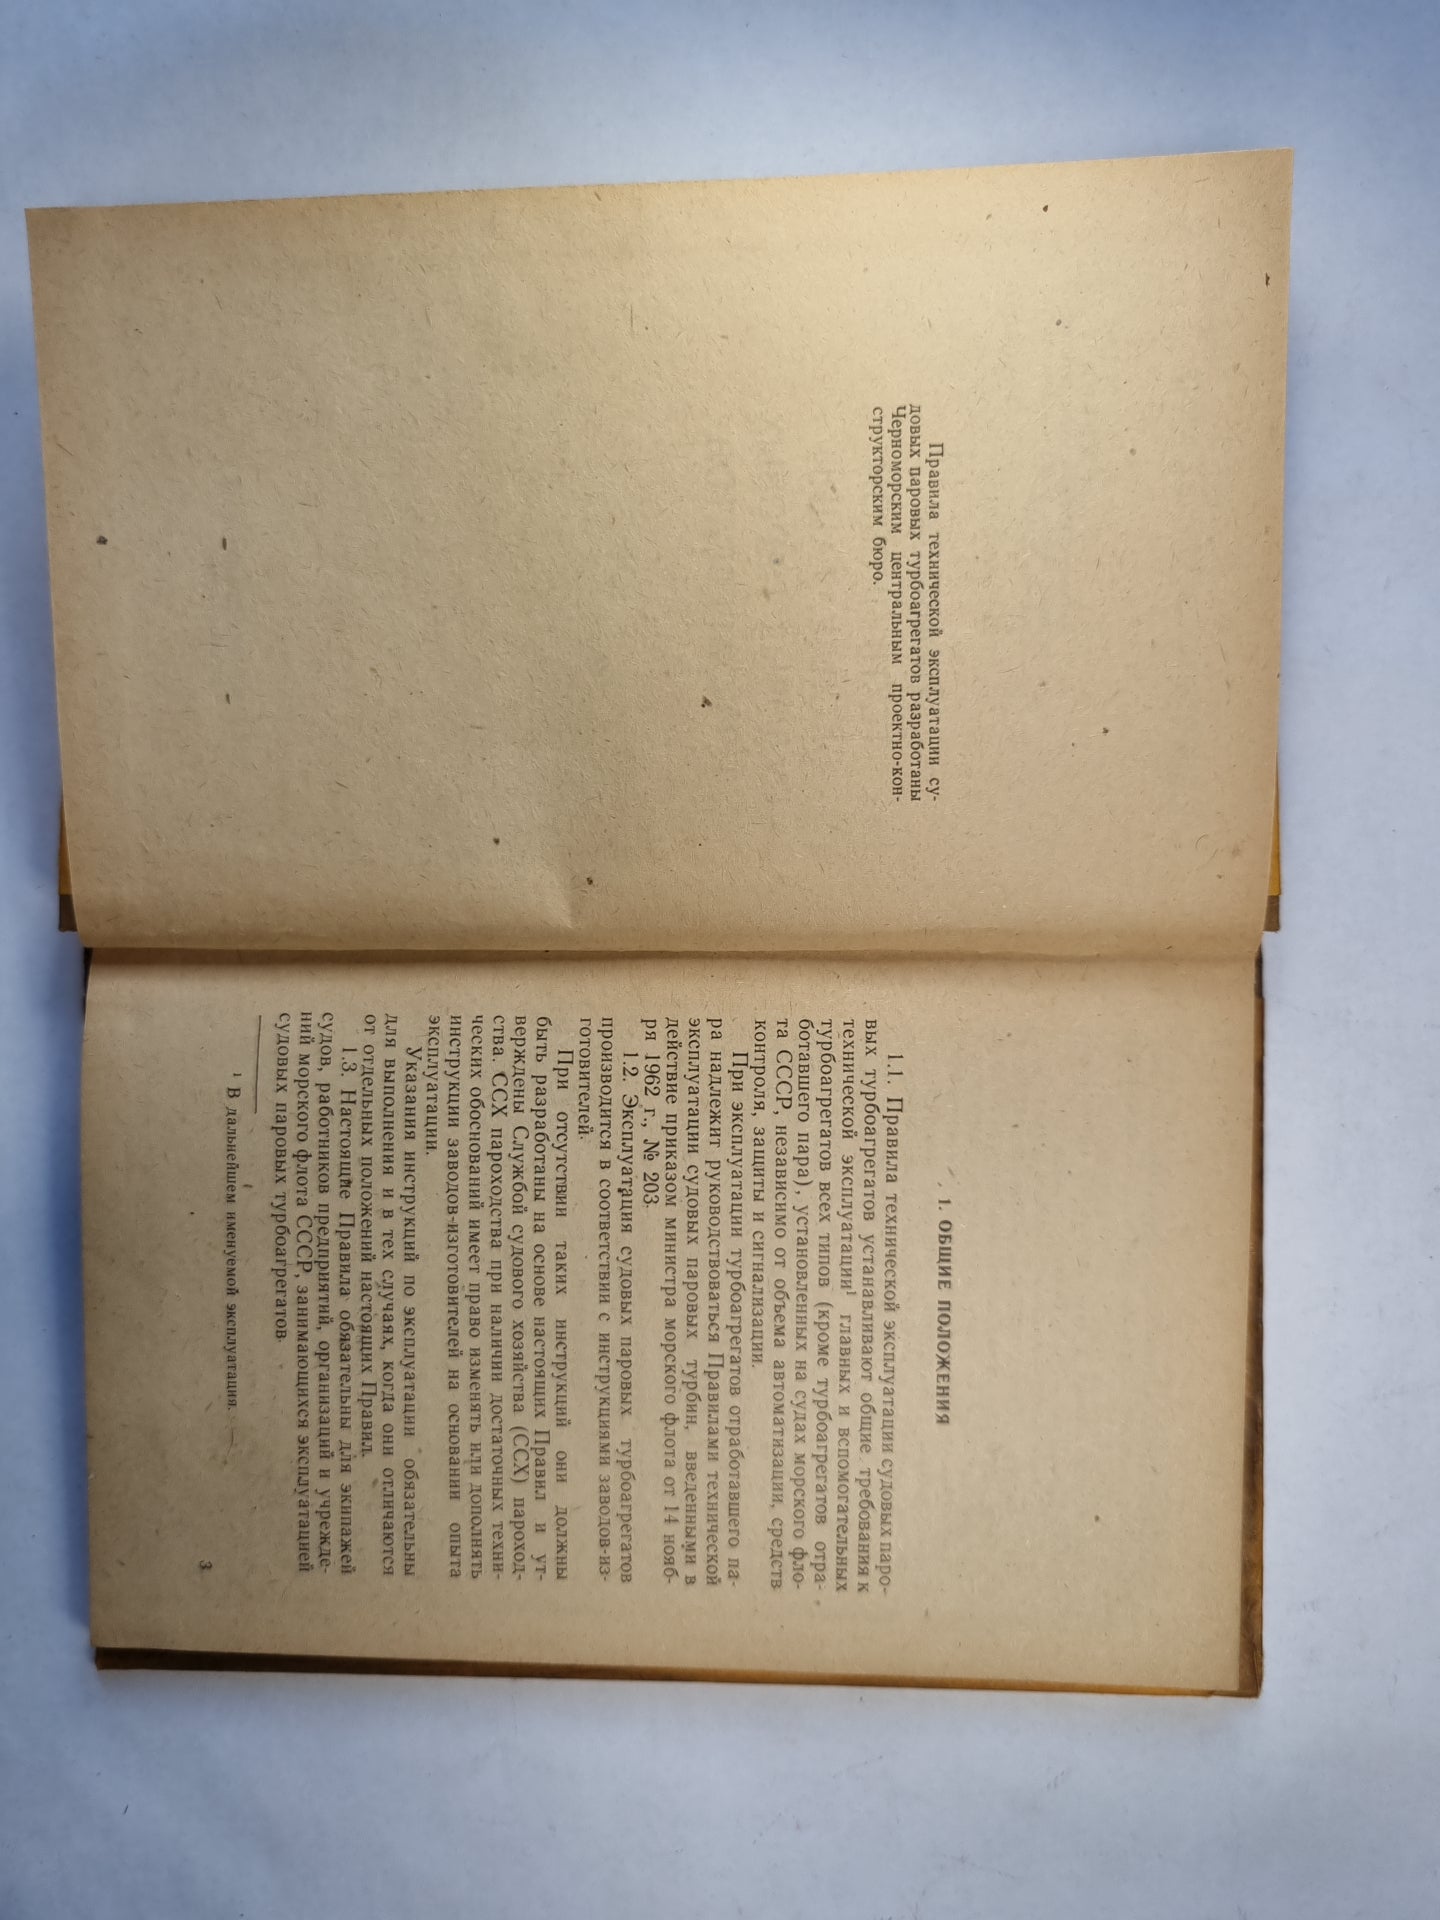 Правила технической эксплуатации су-
довых паровых турбоагрегатов разработаны
Черноморским центральным проектно-кон-
структорским бюро.
1. ОБЩИЕ ПОЛОЖЕНИЯ
1.1. Правила технической эксплуатации судовых паро-
вых турбоагрегатов устанавливают общие требования к
технической эксплуатации¹ главных и вспомогательных
турбоагрегатов всех типов (кроме турбоагрегатов отра-
ботавшего пара), установленных на судах морского фло-
та СССР, независимо от объема автоматизации, средств
контроля, защиты и сигнализации.
При эксплуатации турбоагрегатов отработавшего па-
ра надлежит руководствоваться Правилами технической
эксплуатации судовых паровых турбин, введенными в
действие приказом министра морского флота от 14 нояб-
ря 1962 г., № 203.
1.2. Эксплуатация судовых паровых турбоагрегатов
производится в соответствии с инструкциями заводов-из-
готовителей.
При отсутствии таких инструкций они должны
быть разработаны на основе настоящих Правил и ут-
верждены Службой судового хозяйства (ССХ) пароход-
ства. ССХ пароходства при наличии достаточных техни-
ческих обоснований имеет право изменять или дополнять
инструкции заводов-изготовителей на основании опыта
эксплуатации.
Указания инструкций по эксплуатации обязательны
для выполнения и в тех случаях, когда они отличаются
от отдельных положений настоящих Правил.
1.3. Настоящие Правила обязательны для экипажей
судов, работников предприятий, организаций и учрежде-
ний морского флота СССР, занимающихся эксплуатацией
судовых паровых турбоагрегатов.
¹ В дальнейшем именуемой эксплуатация.
3